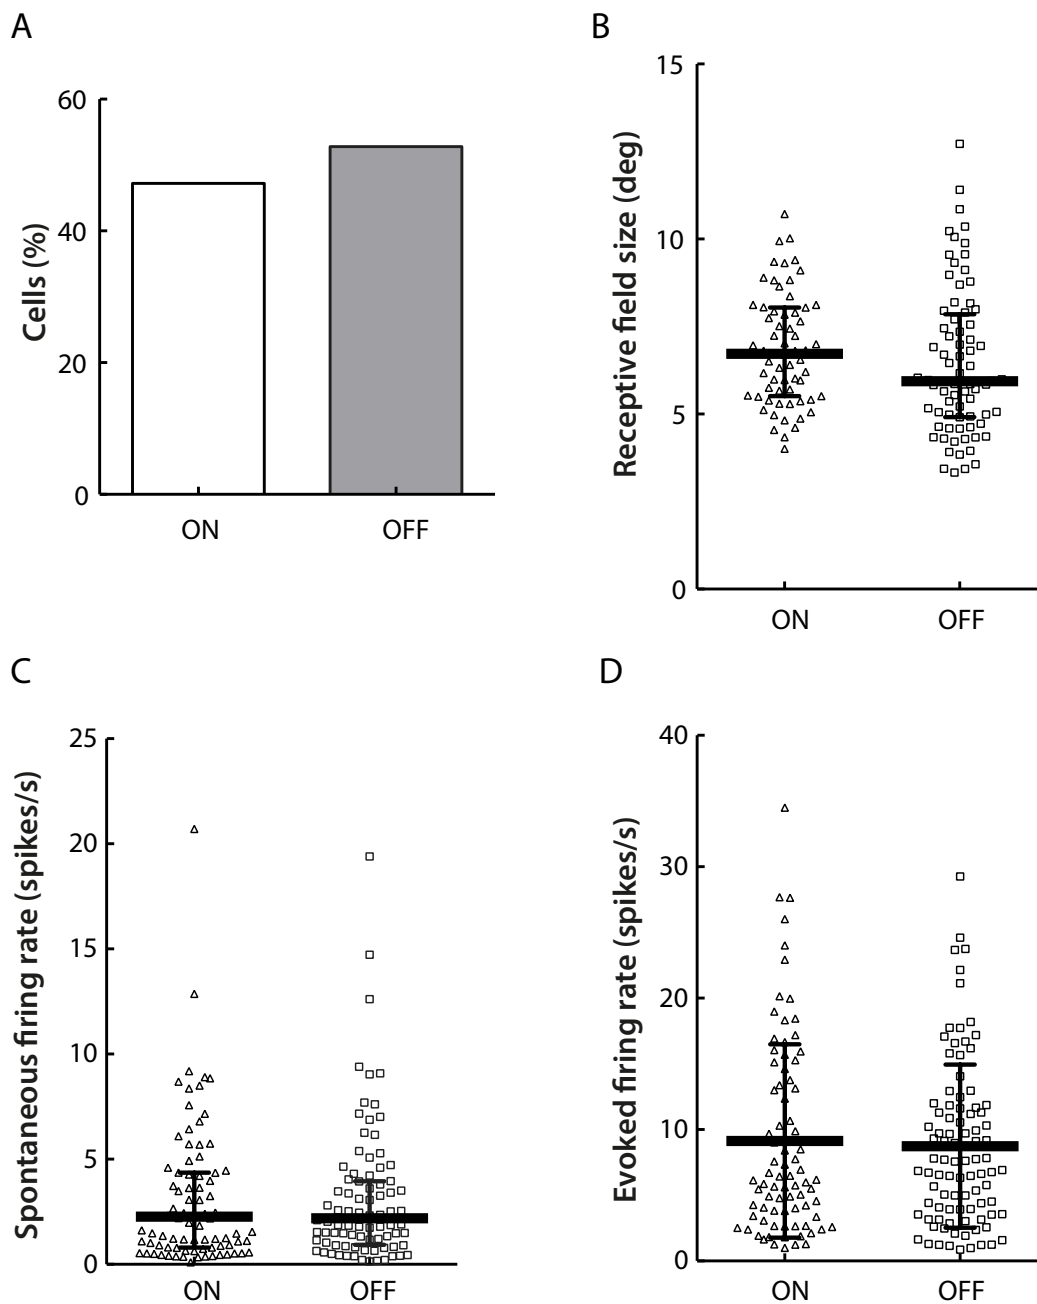 A
60
40
20
0
Cells (%)
ON
OFF
B
15
10
5
0
Receptive field size (deg)
ON
OFF
C
25
20
15
10
5
0
Spontaneous firing rate (spikes/s)
ON
OFF
D
40
30
20
10
0
Evoked firing rate (spikes/s)
ON
OFF